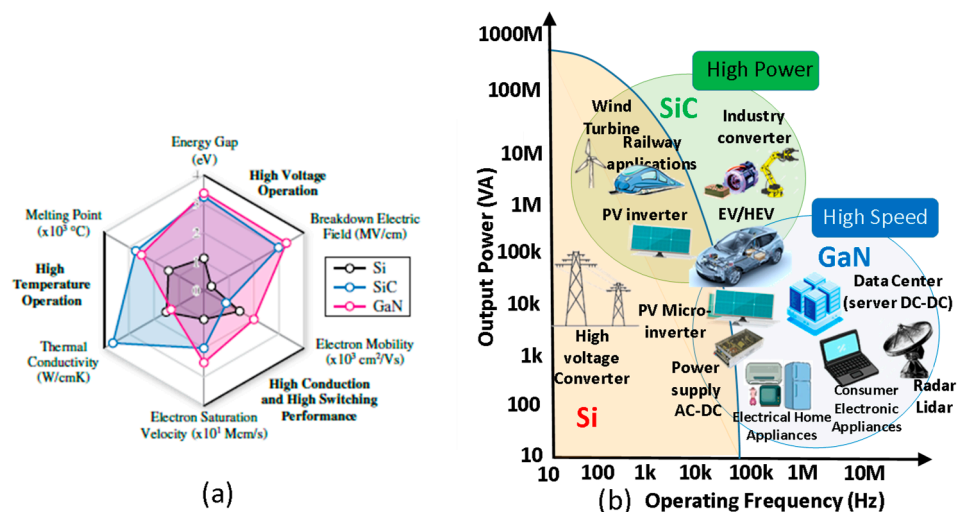 Energy Gap
(eV)
High Voltage
Operation
Melting Point
(x10³ °C)
Breakdown Electric
Field (MV/cm)
High
Temperature
Operation
Si
SiC
GaN
Thermal
Conductivity
(W/cmK)
Electron Mobility
(x10³ cm²/Vs)
High Conduction
and High Switching
Performance
Electron Saturation
Velocity (x10¹ Mcm/s)
(a)
Output Power (VA)
1000M
100M
10M
1M
100k
10k
1k
100
10
High Power
SiC
Wind
Turbine
Industry
converter
Railway
applications
PV inverter
EV/HEV
High Speed
GaN
Data Center
(server DC-DC)
PV Micro-
inverter
High
voltage
Converter
Power
supply
AC-DC
Radar
Lidar
Consumer
Electronic
Appliances
Electrical Home
Appliances
Si
10 100 1k 10k 100k 1M 10M
(b) Operating Frequency (Hz)